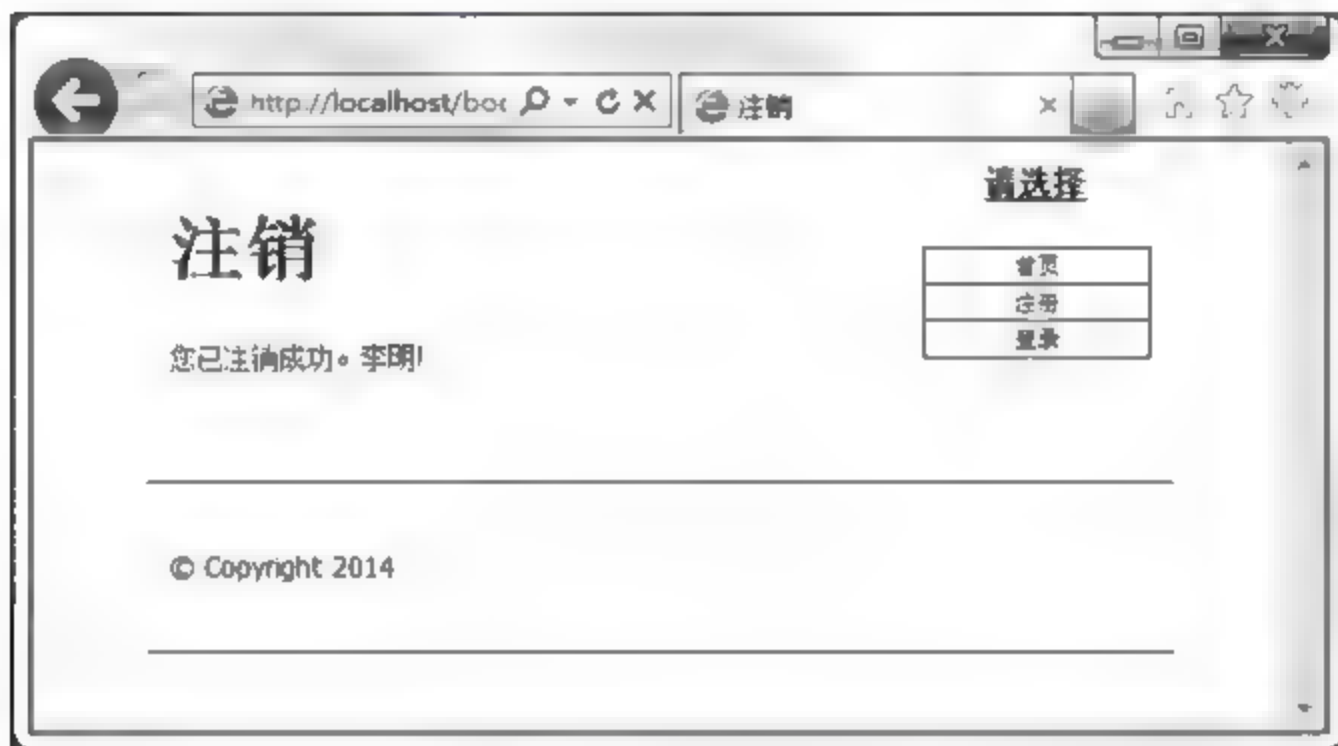 http://localhost/boo
注销
请选择
注销
首页
注册
登录
您已注销成功。李明!
© Copyright 2014